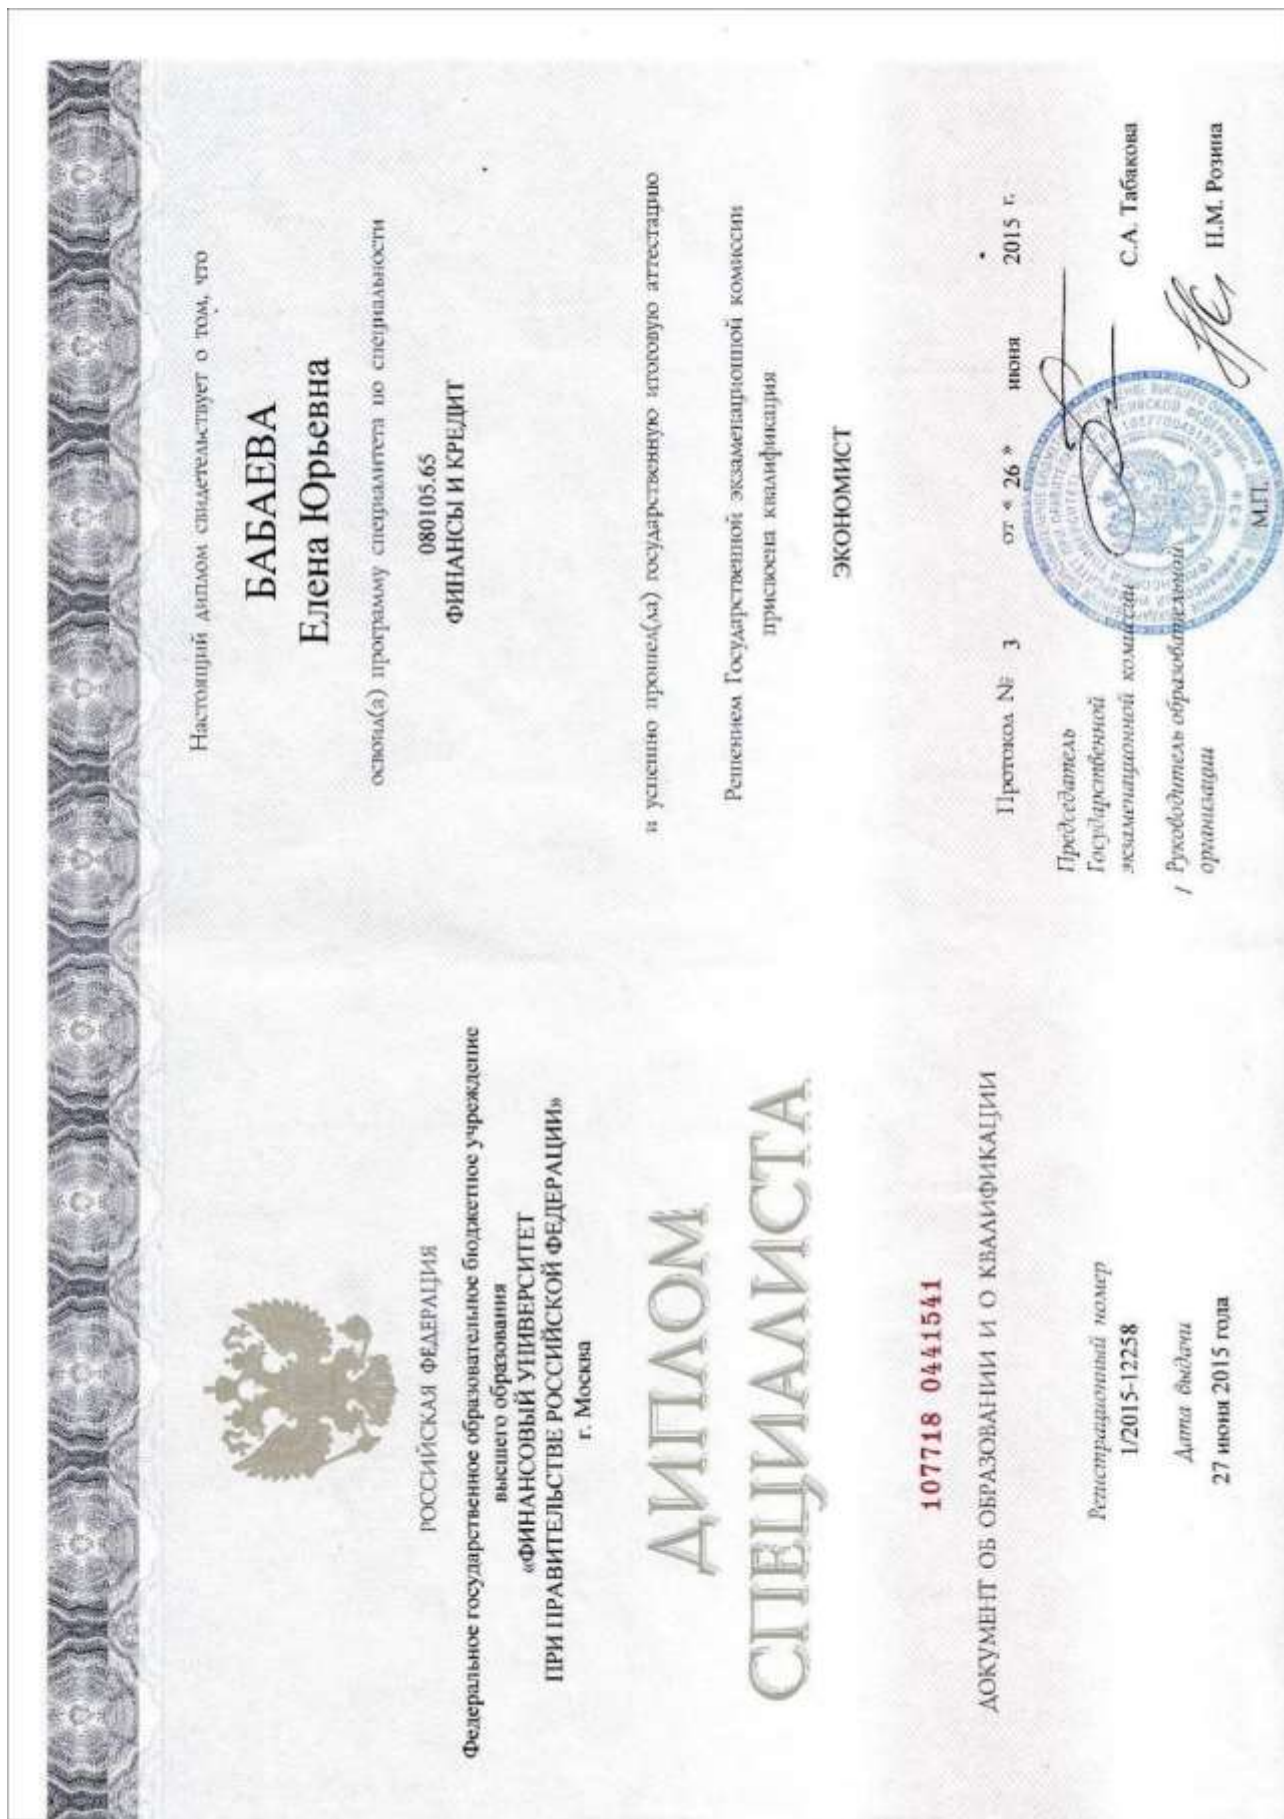 РОССИЙСКАЯ ФЕДЕРАЦИЯ
Федеральное государственное образовательное бюджетное учреждение
высшего образования
«ФИНАНСОВЫЙ УНИВЕРСИТЕТ
ПРИ ПРАВИТЕЛЬСТВЕ РОССИЙСКОЙ ФЕДЕРАЦИИ»
г. Москва
ДИПЛОМ
СПЕЦИАЛИСТА
107718 0441541
ДОКУМЕНТ ОБ ОБРАЗОВАНИИ И О КВАЛИФИКАЦИИ
Регистрационный номер
1/2015-12258
Дата выдачи
27 июня 2015 года
Настоящий диплом свидетельствует о том, что
БАБАЕВА
Елена Юрьевна
освоил(а) программу специалитета по специальности
080105.65
ФИНАНСЫ И КРЕДИТ
и успешно прошел(ла) государственную итоговую аттестацию
Решением Государственной экзаменационной комиссии
присвоена квалификация
ЭКОНОМИСТ
Протокол № 3 от « 26 » июня 2015 г.
Председатель
Государственной
экзаменационной комиссии С.А. Табакова
/ Руководитель образовательной
организации Н.М. Розина
М.П.